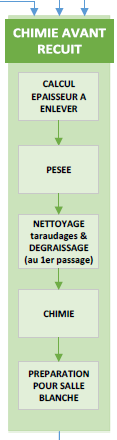 CHIMIE AVANT
RECUIT
CALCUL
EPAISSEUR A
ENLEVER
PESEE
NETTOYAGE
taraudages &
DEGRAISSAGE
(au 1er passage)
CHIMIE
PREPARATION
POUR SALLE
BLANCHE